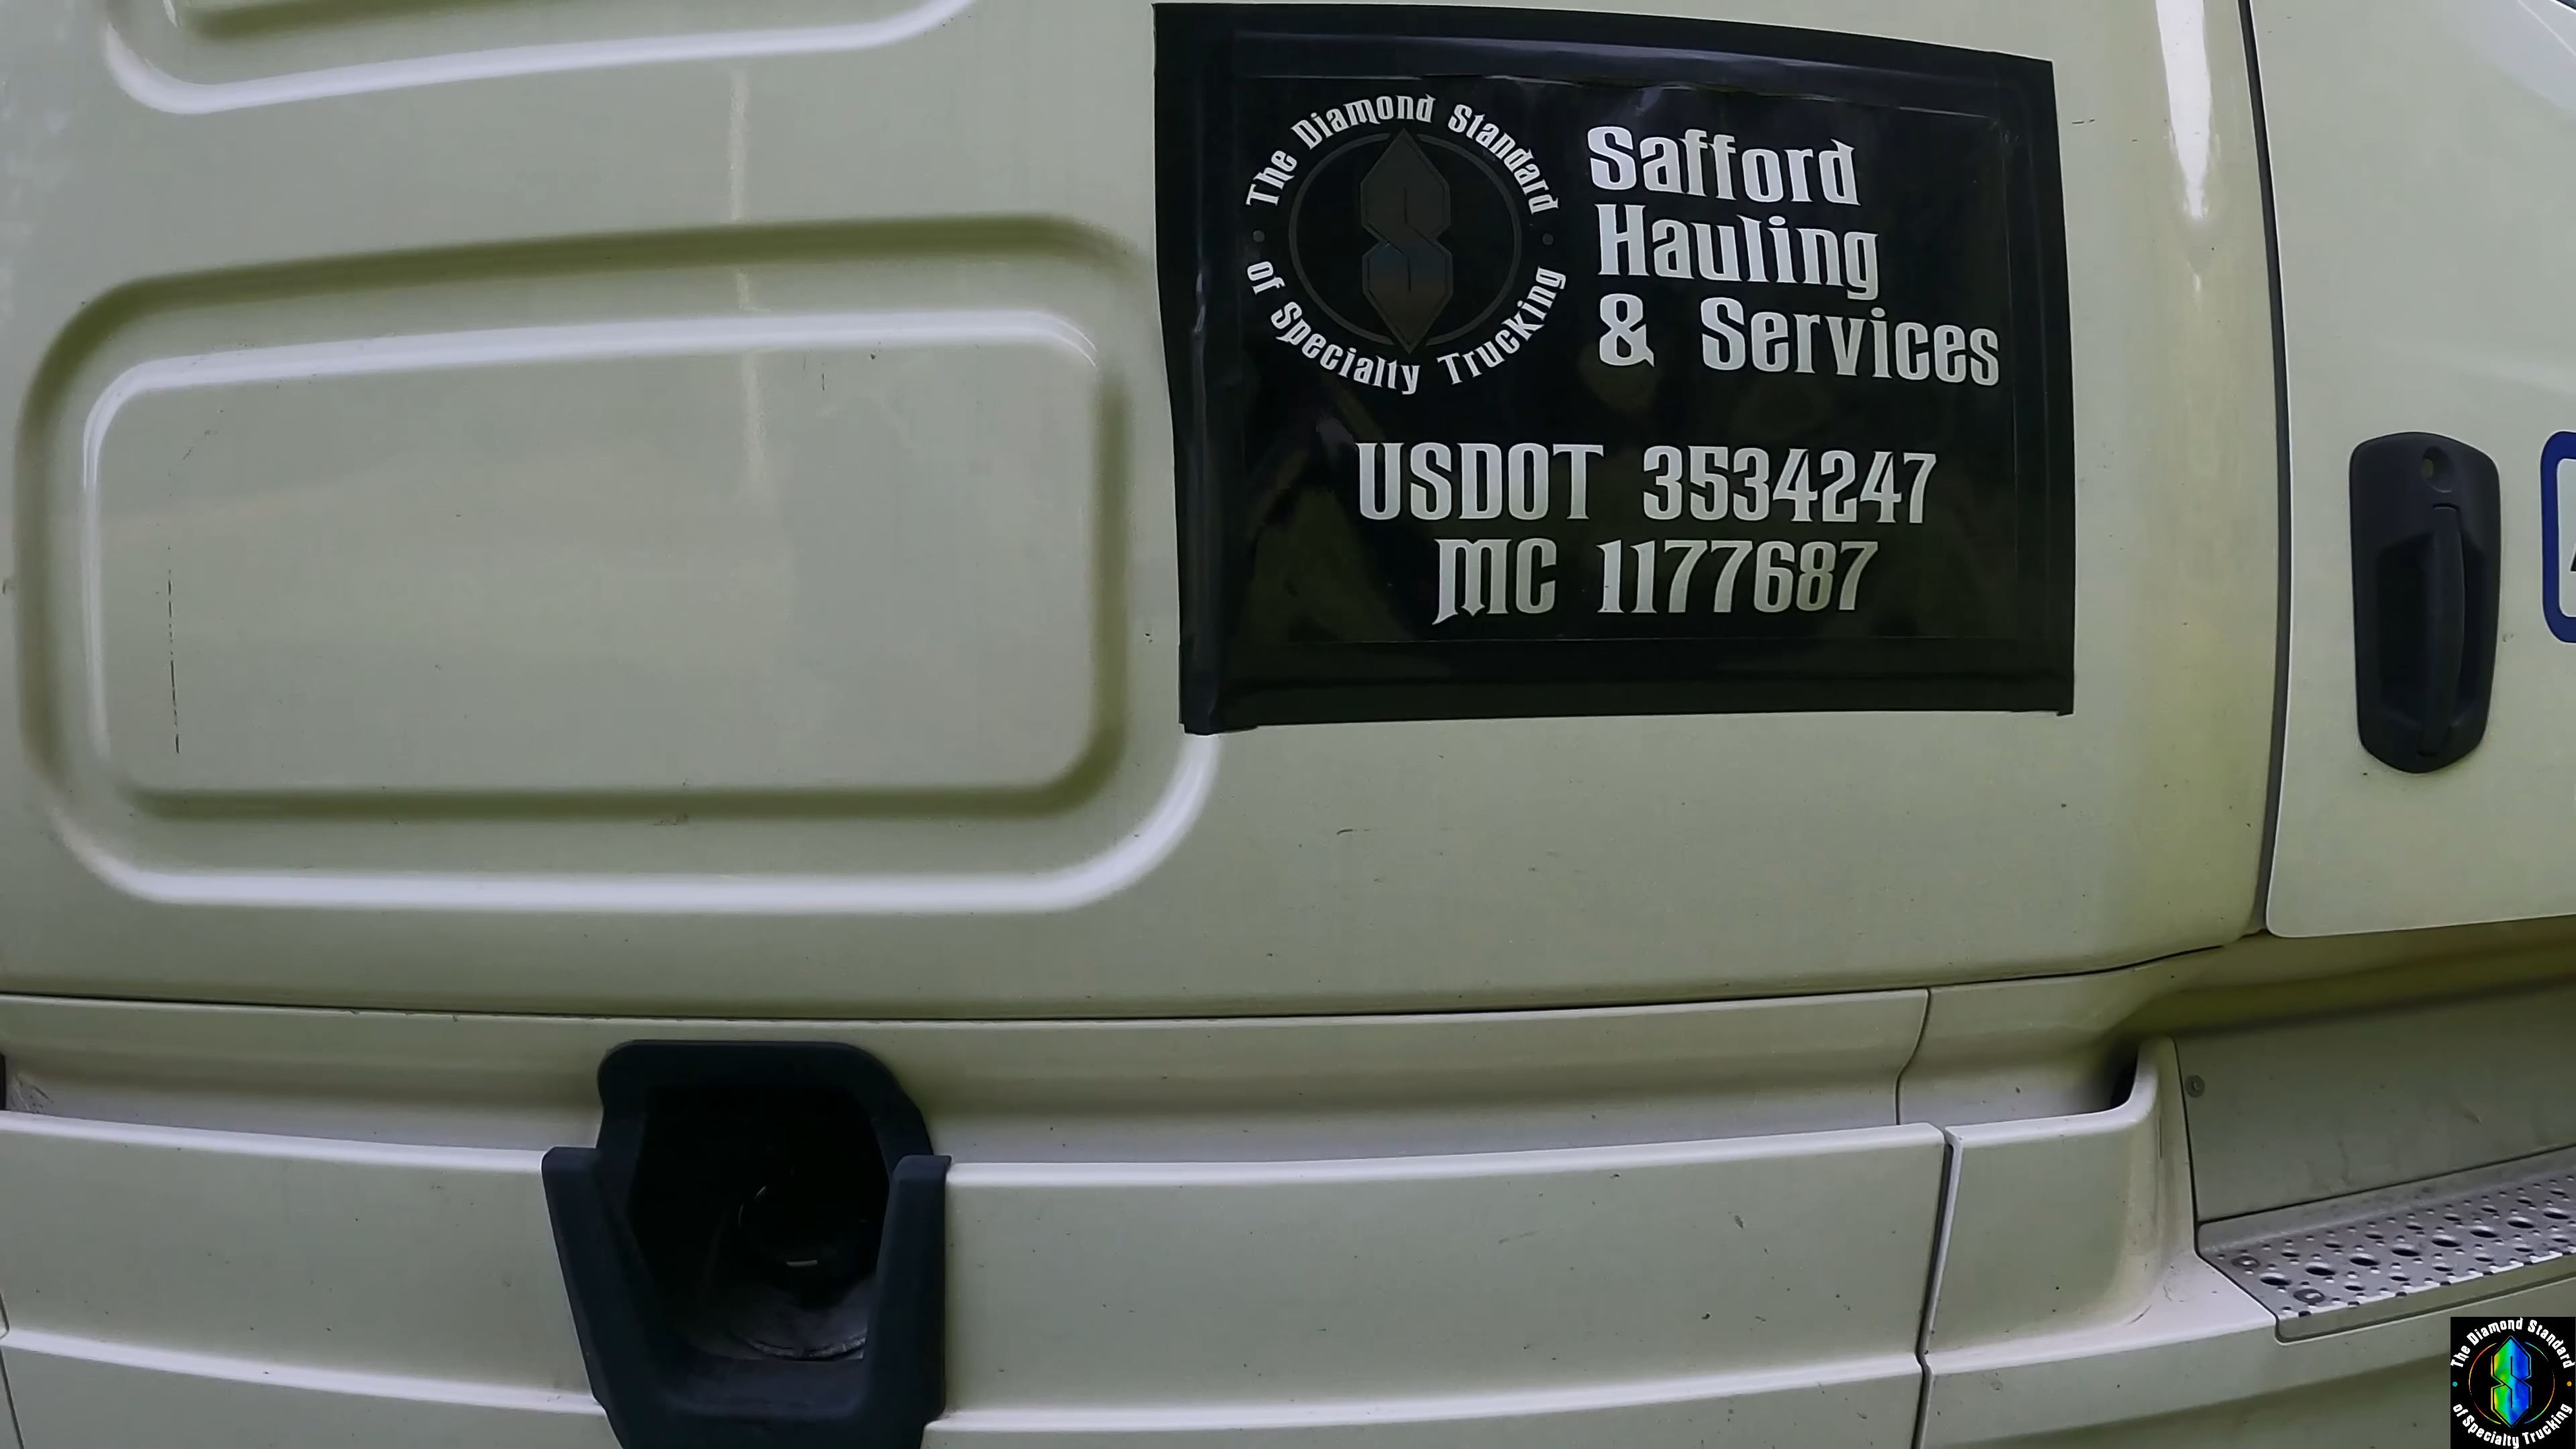 The Diamond Standard
of Specialty Trucking
Safford
Hauling
& Services
USDOT 3534247
MC 1177687
The Diamond Standard
of Specialty Trucking